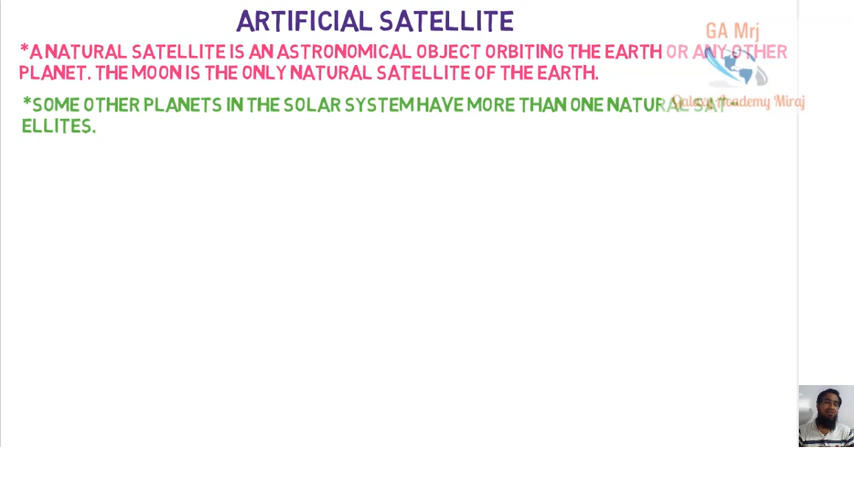 ARTIFICIAL SATELLITE
GA Mrj
*A NATURAL SATELLITE IS AN ASTRONOMICAL OBJECT ORBITING THE EARTH OR ANY OTHER
PLANET. THE MOON IS THE ONLY NATURAL SATELLITE OF THE EARTH.
Galaxy Academy Miraj
*SOME OTHER PLANETS IN THE SOLAR SYSTEM HAVE MORE THAN ONE NATURAL SAT-
ELLITES.